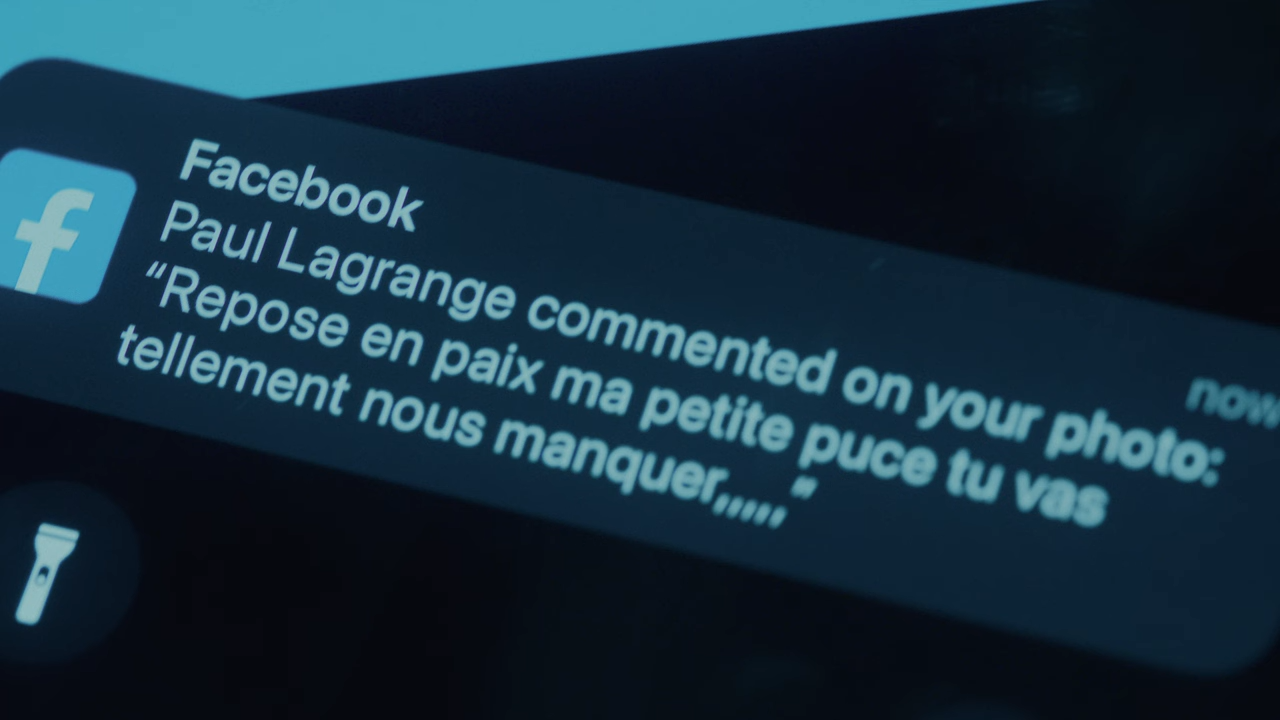 Facebook
now
Paul Lagrange commented on your photo:
“Repose en paix ma petite puce tu vas
tellement nous manquer,,,,,”